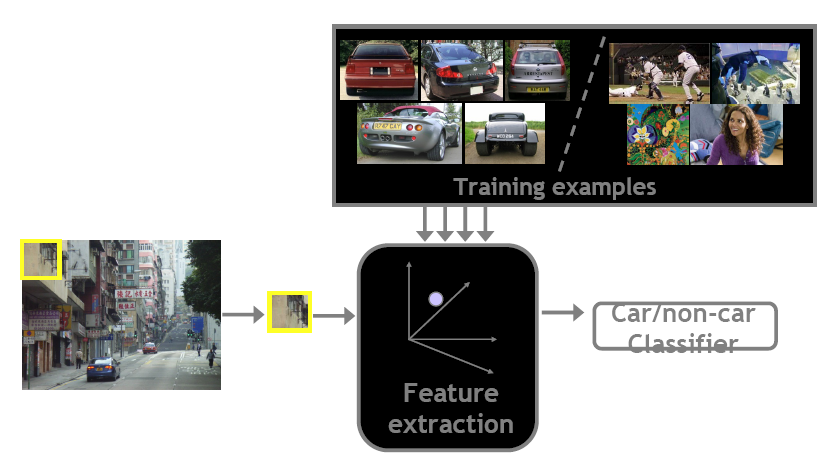 Training examples
Feature
extraction
Car/non-car
Classifier